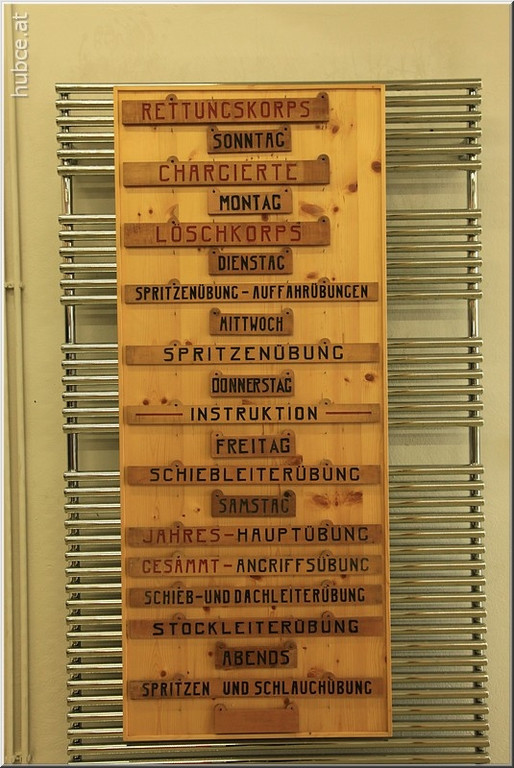 hubce.at
RETTUNGSKORPS
SONNTAG
CHARGIERTE
MONTAG
LÖSCHKORPS
DIENSTAG
SPRITZENÜBUNG-AUFFAHRÜBUNGEN
MITTWOCH
SPRITZENÜBUNG
DONNERSTAG
INSTRUKTION
FREITAG
SCHIEBLEITERÜBUNG
SAMSTAG
JAHRES-HAUPTÜBUNG
GESAMMT-ANGRIFFSÜBUNG
SCHIEB-UND DACHLEITERÜBUNG
STOCKLEITERÜBUNG
ABENDS
SPRITZEN UND SCHLAUCHÜBUNG